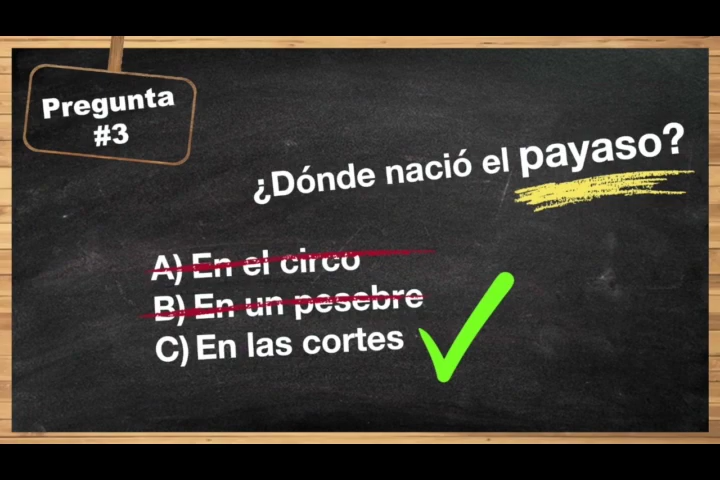 Pregunta
#3
¿Dónde nació el payaso?
A) En el circo
B) En un pesebre
C) En las cortes